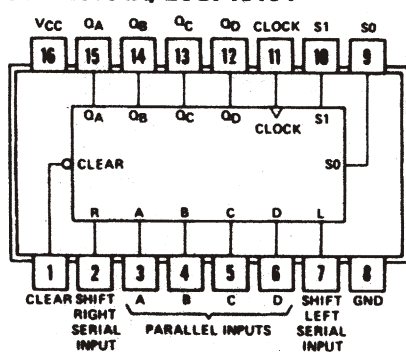 VCC QA QB QC QD CLOCK S1 S0
16 15 14 13 12 11 10 9
QA QB QC QD CLOCK S1
CLEAR S0
R A B C D L
1 2 3 4 5 6 7 8
CLEAR SHIFT RIGHT SERIAL INPUT A B C D SHIFT LEFT SERIAL INPUT GND
PARALLEL INPUTS